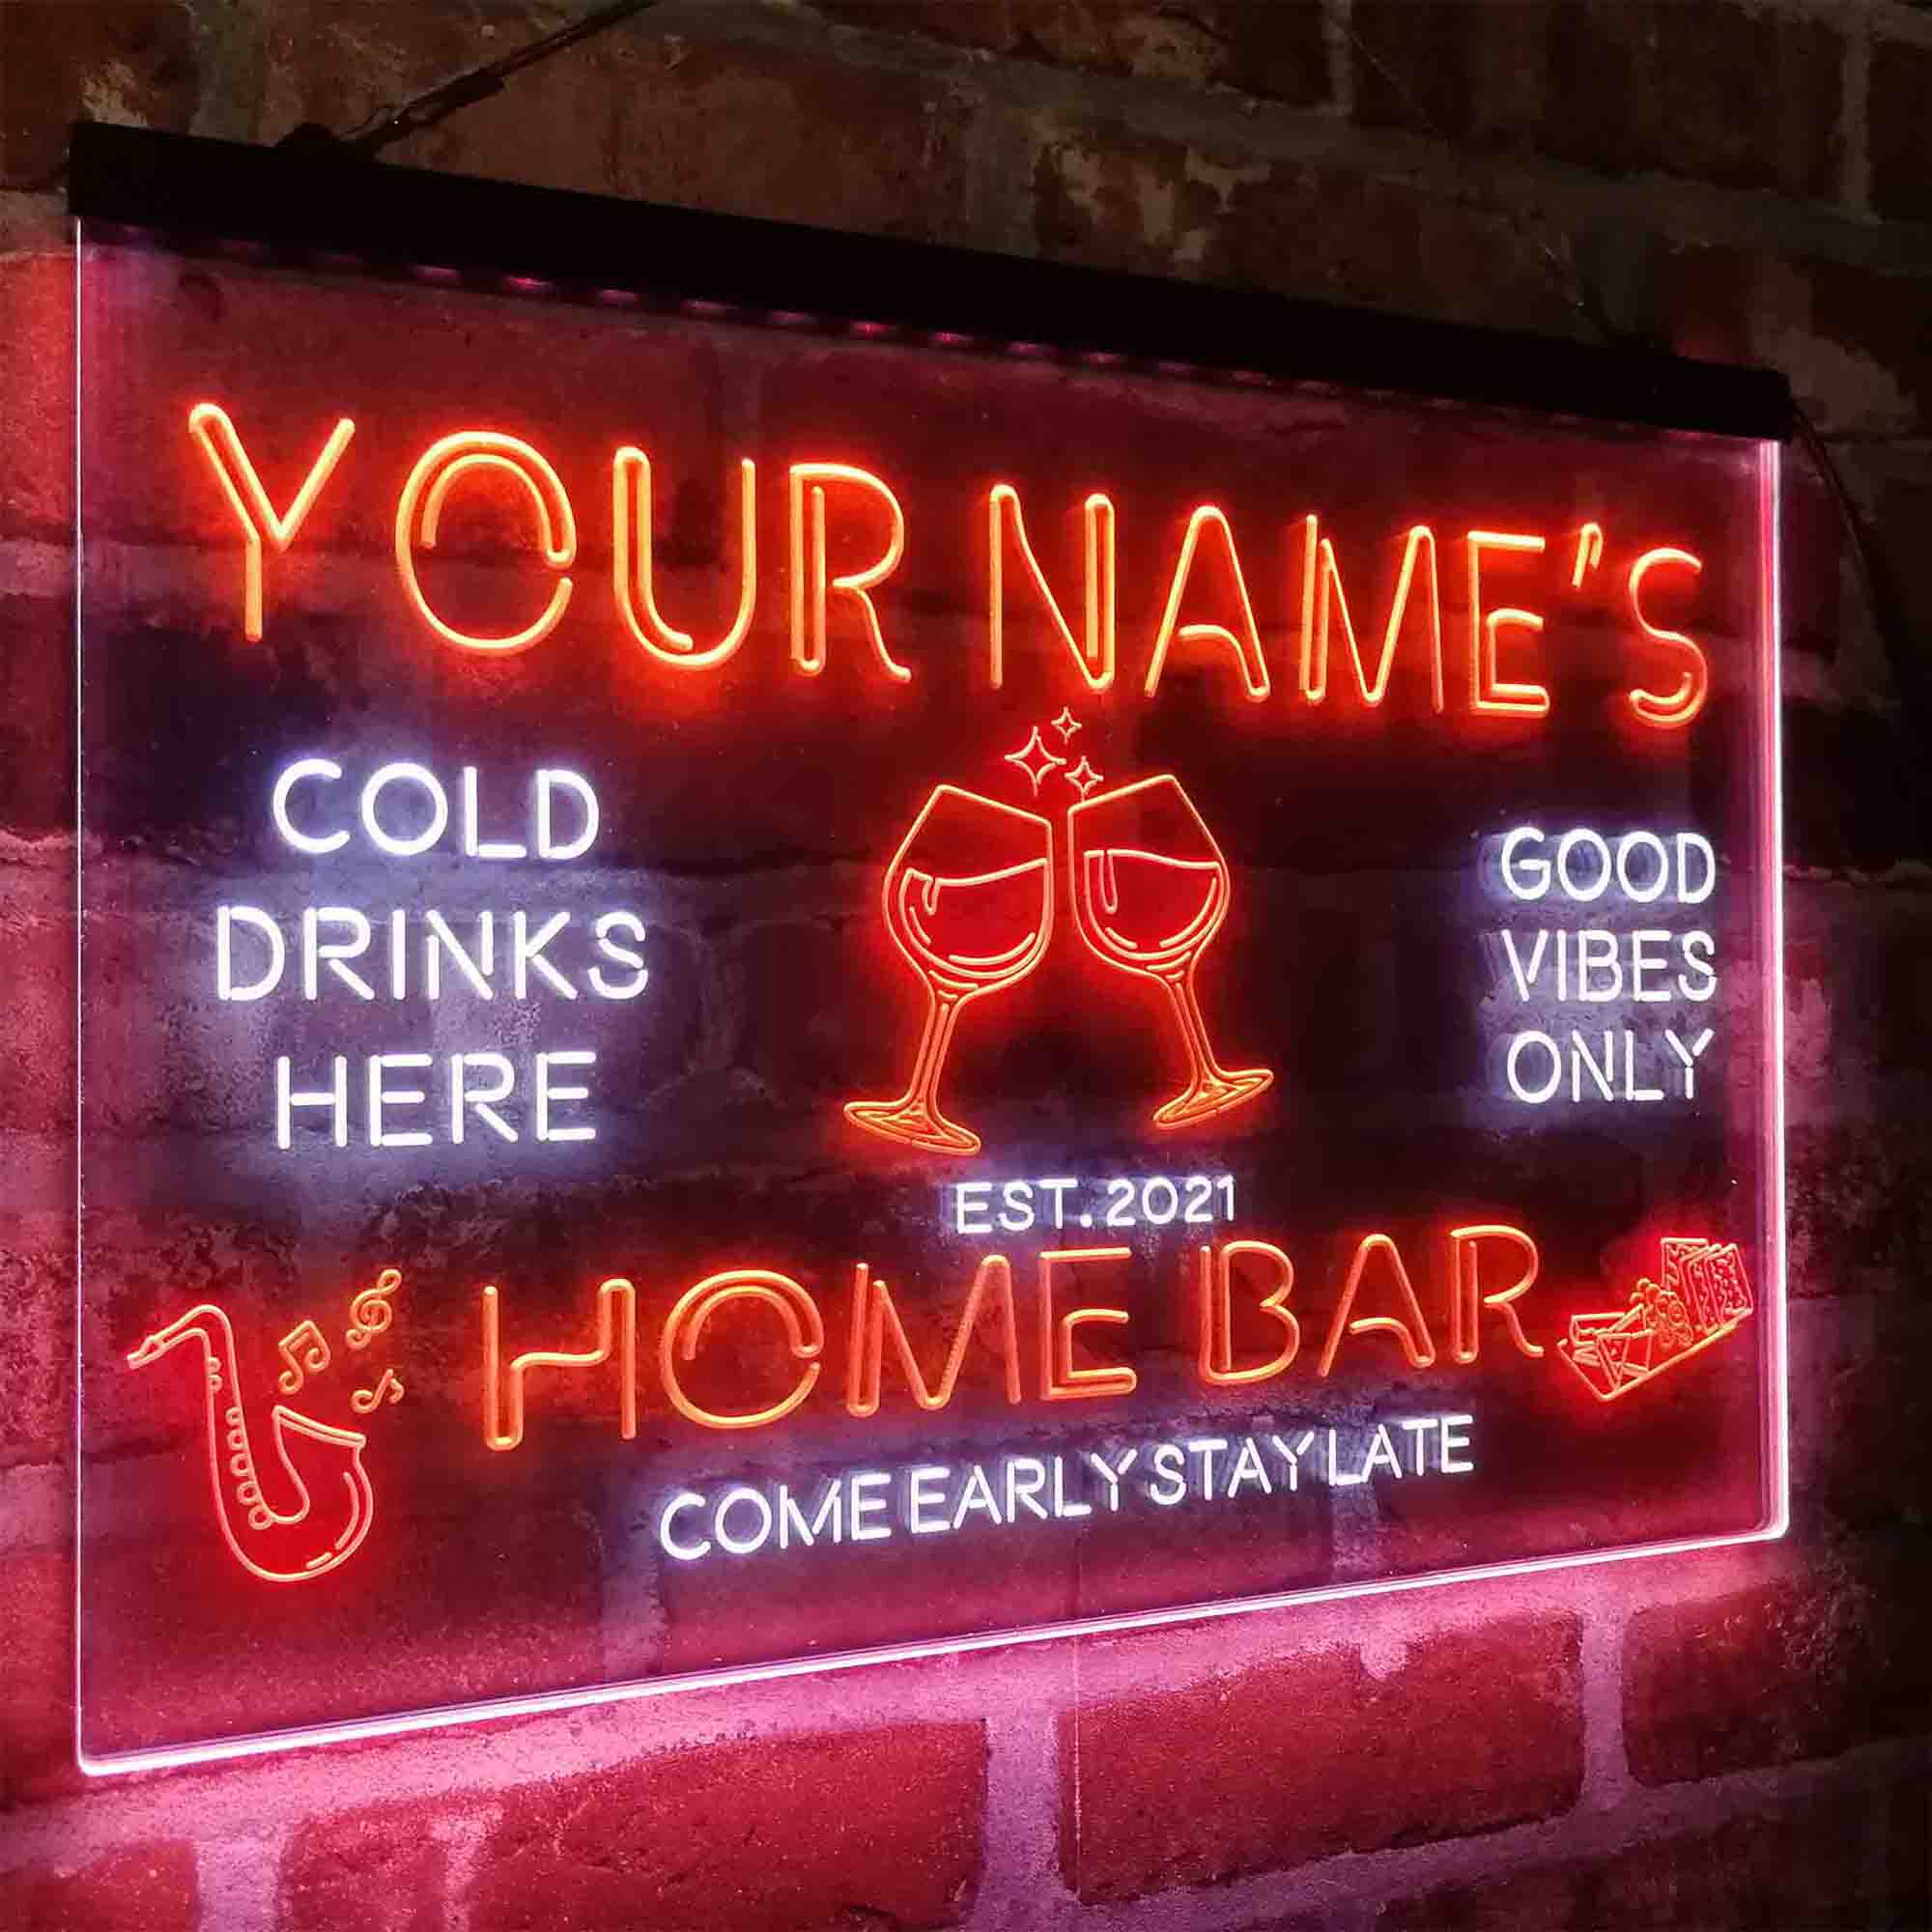 YOUR NAME'S
COLD
DRINKS
HERE
GOOD
VIBES
ONLY
EST.2021
HOME BAR
COME EARLY STAY LATE